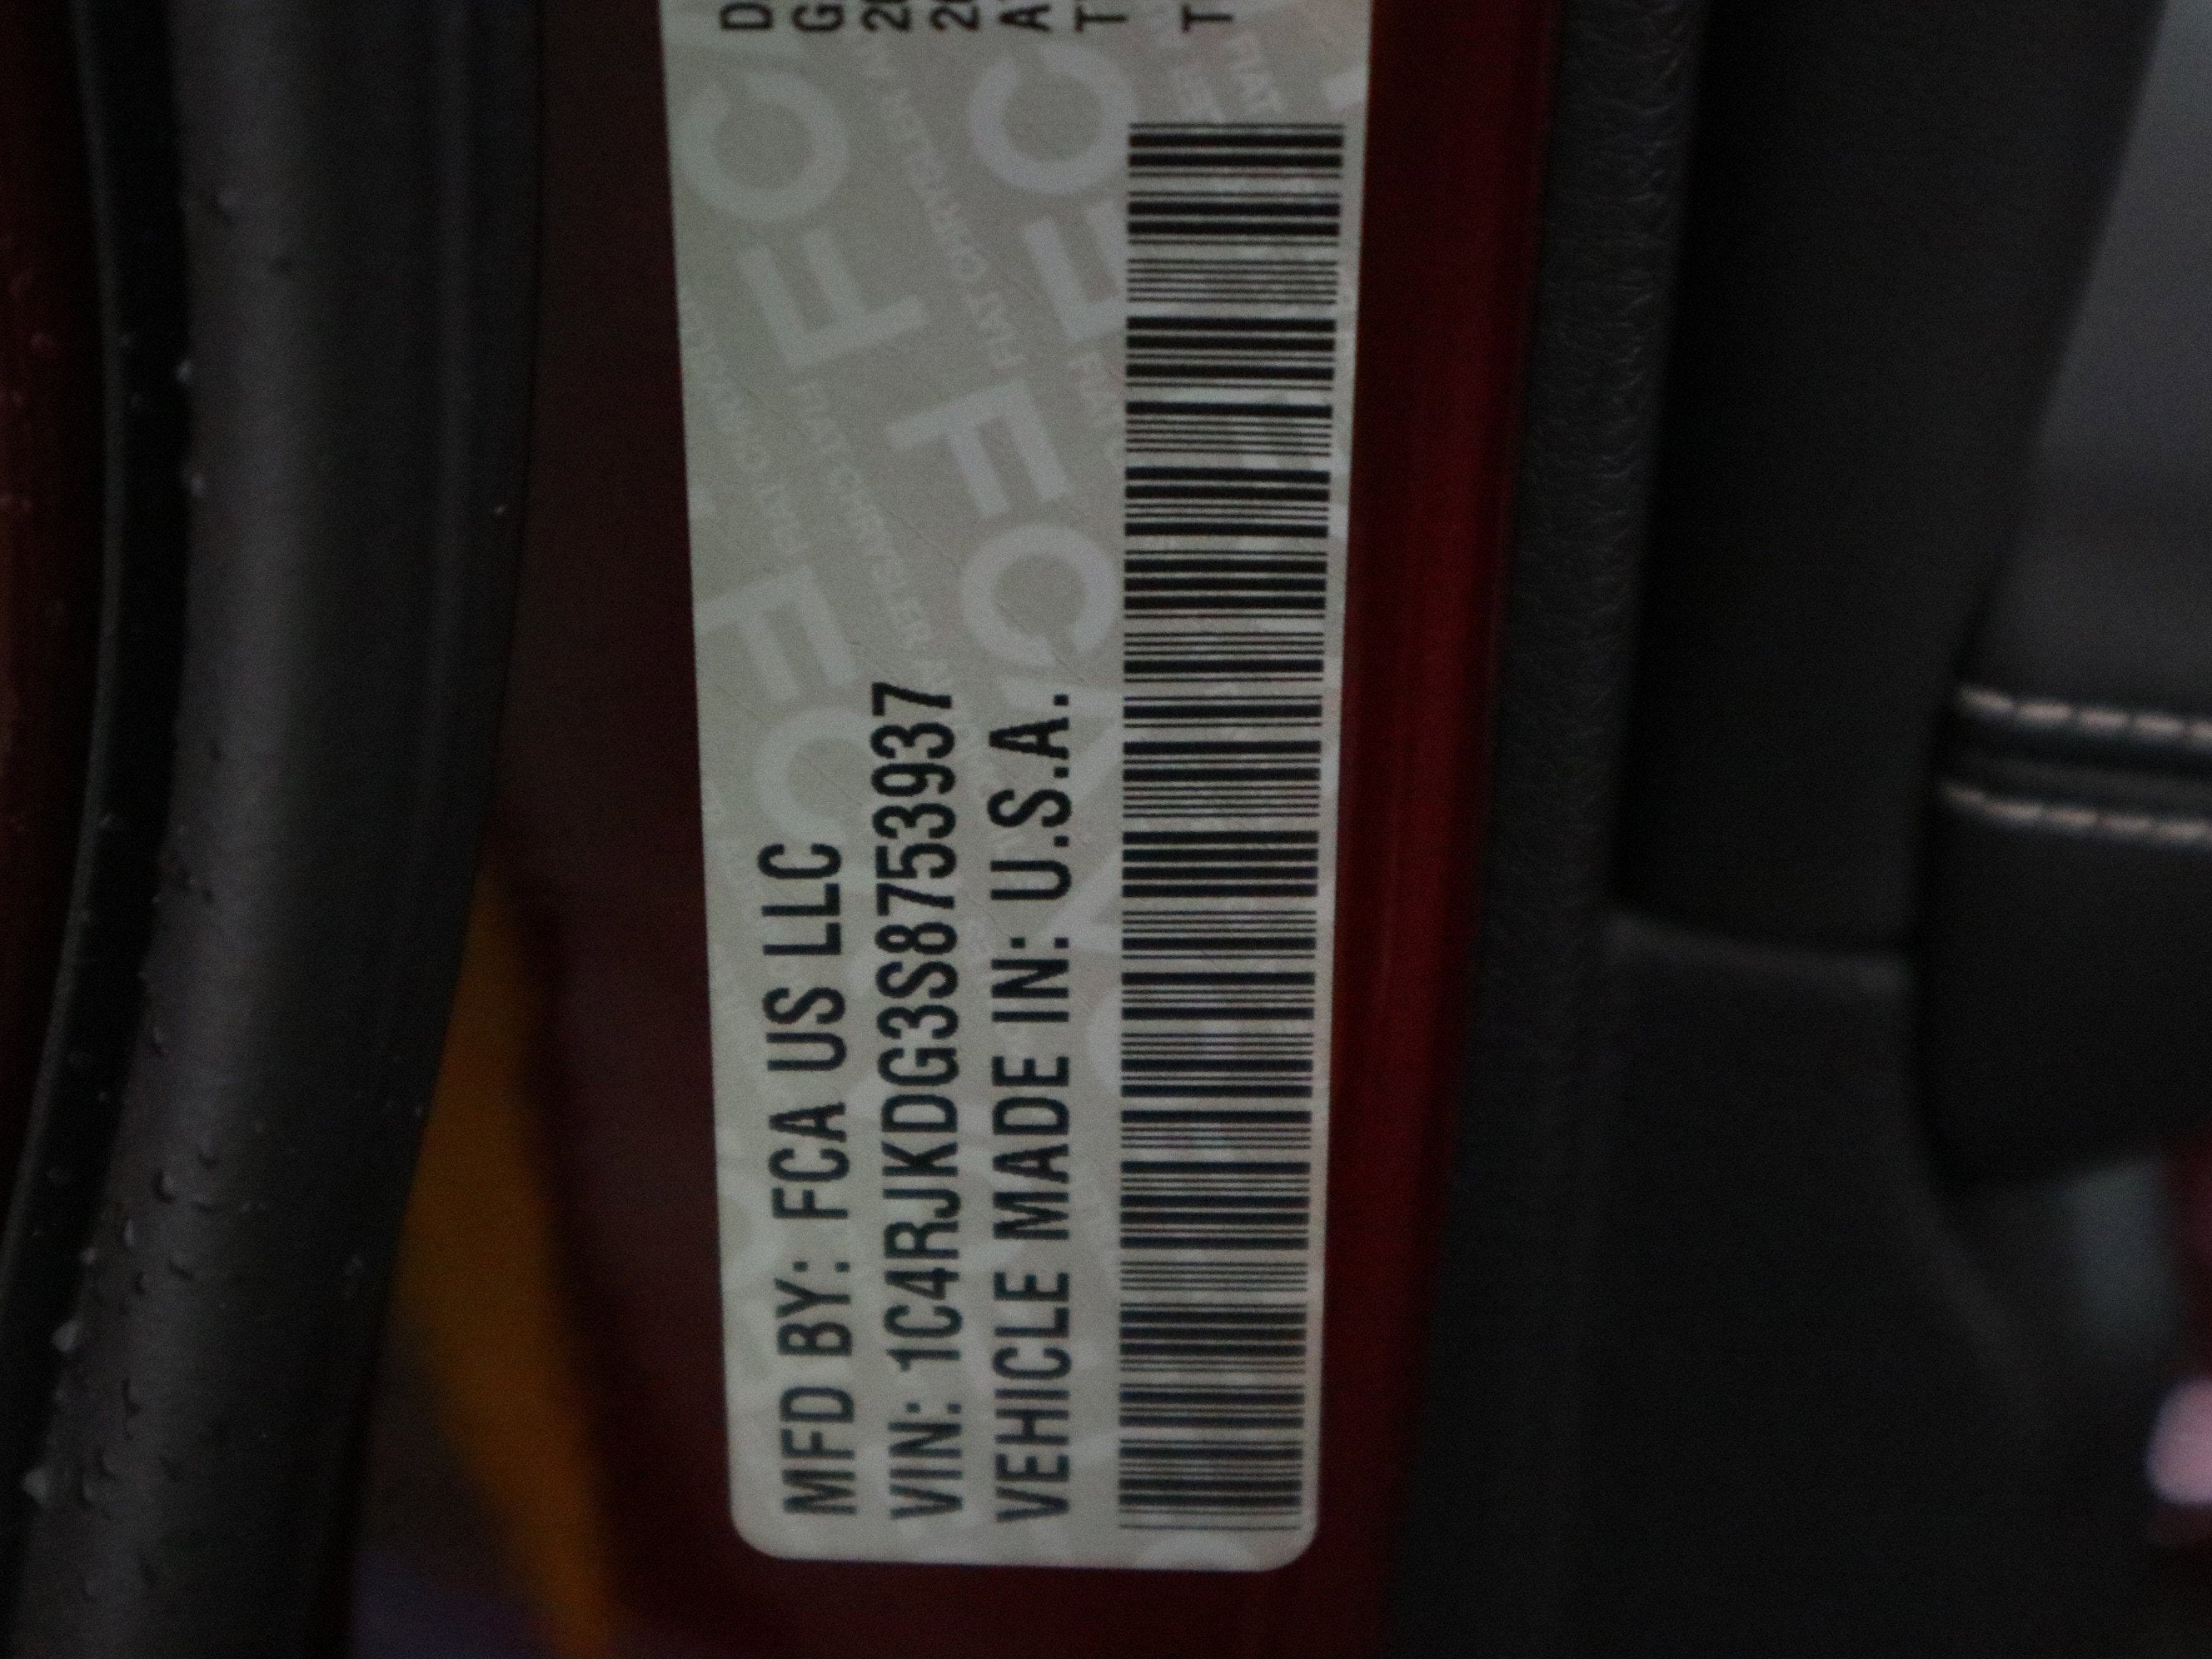 MFD BY: FCA US LLC
VIN: 1C4RJKDG3S8753937
VEHICLE MADE IN: U.S.A.